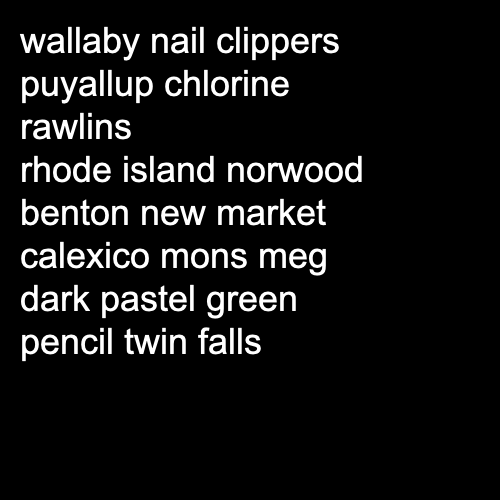 wallaby nail clippers
puyallup chlorine
rawlins
rhode island norwood
benton new market
calexico mons meg
dark pastel green
pencil twin falls